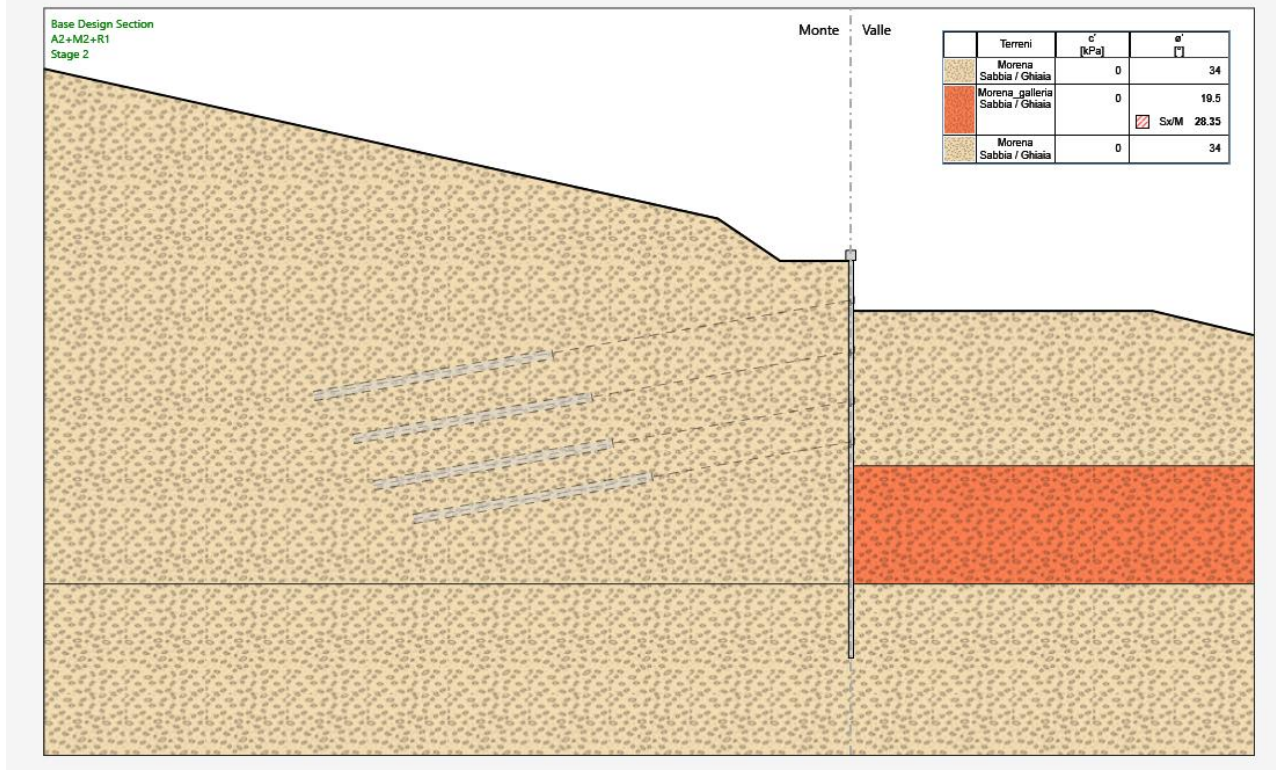 Base Design Section
A2+M2+R1
Stage 2
Monte Valle
Terreni c' ø'
[kPa] [°]
Morena
Sabbia / Ghiaia 0 34
Morena_galleria
Sabbia / Ghiaia 0 19.5
Sx/M 28.35
Morena
Sabbia / Ghiaia 0 34